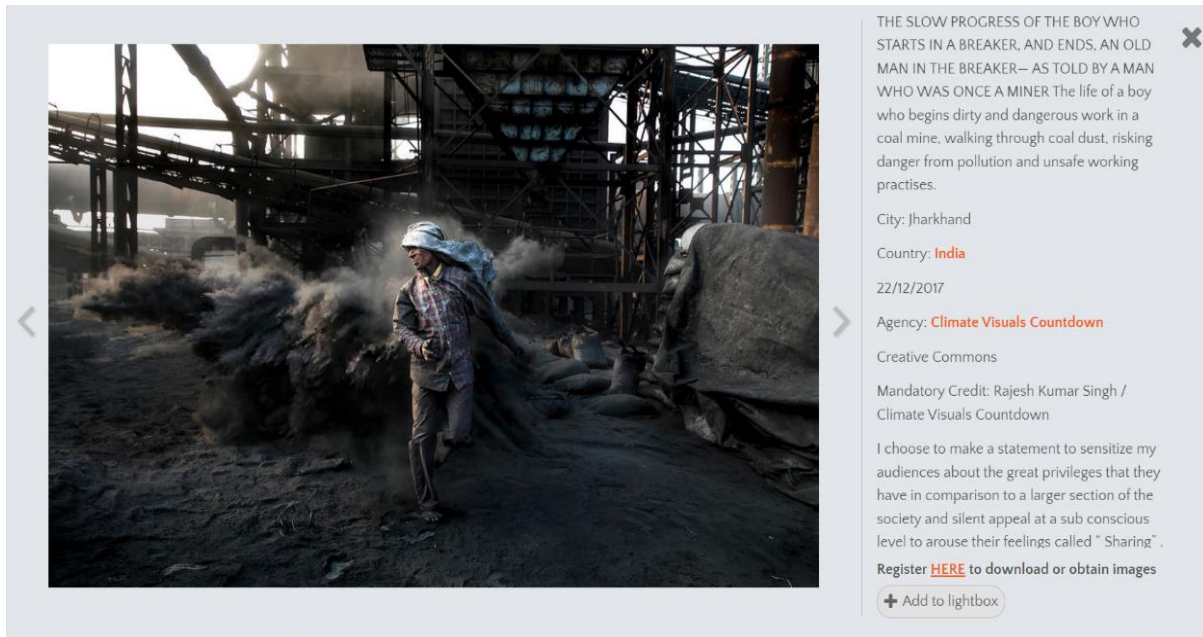 THE SLOW PROGRESS OF THE BOY WHO
STARTS IN A BREAKER, AND ENDS, AN OLD
MAN IN THE BREAKER— AS TOLD BY A MAN
WHO WAS ONCE A MINER The life of a boy
who begins dirty and dangerous work in a
coal mine, walking through coal dust, risking
danger from pollution and unsafe working
practises.
City: Jharkhand
Country: India
22/12/2017
Agency: Climate Visuals Countdown
Creative Commons
Mandatory Credit: Rajesh Kumar Singh /
Climate Visuals Countdown
I choose to make a statement to sensitize my
audiences about the great privileges that they
have in comparison to a larger section of the
society and silent appeal at a sub conscious
level to arouse their feelings called “ Sharing” .
Register HERE to download or obtain images
Add to lightbox